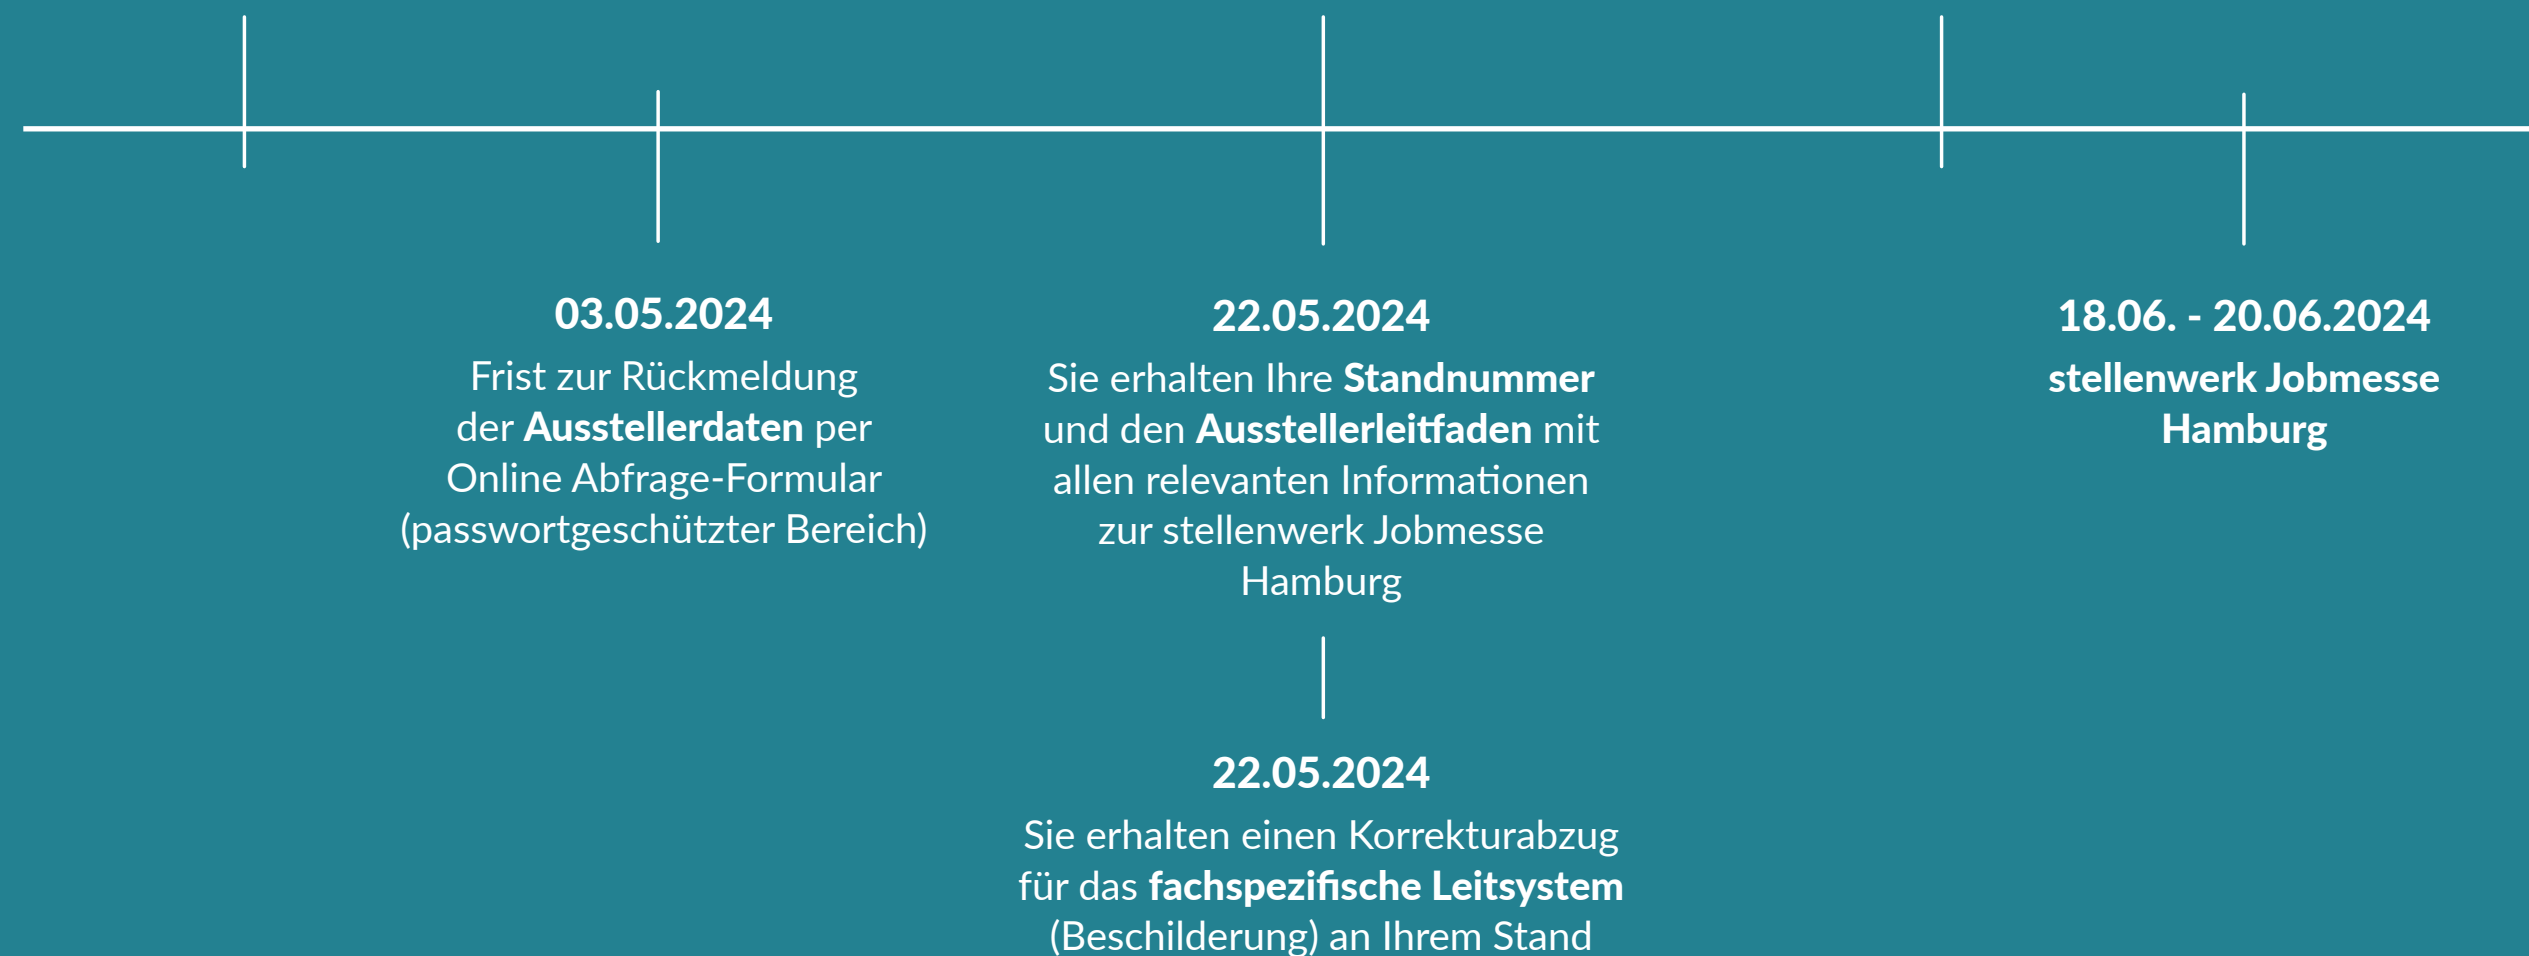 03.05.2024
Frist zur Rückmeldung
der Ausstellerdaten per
Online Abfrage-Formular
(passwortgeschützter Bereich)
22.05.2024
Sie erhalten Ihre Standnummer
und den Ausstellerleitfaden mit
allen relevanten Informationen
zur stellenwerk Jobmesse
Hamburg
22.05.2024
Sie erhalten einen Korrekturabzug
für das fachspezifische Leitsystem
(Beschilderung) an Ihrem Stand
18.06. - 20.06.2024
stellenwerk Jobmesse
Hamburg